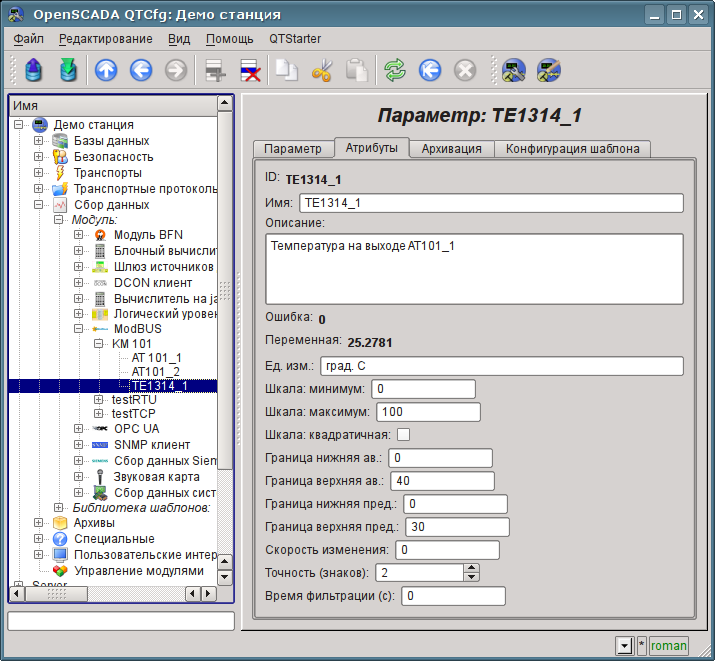 OpenSCADA QTCfg: Демо станция
Файл Редактирование Вид Помощь QTStarter
Имя
Демо станция
Базы данных
Безопасность
Транспорты
Транспортные протоколь
Сбор данных
Модуль:
Модуль BFN
Блочный вычислит
Шлюз источников
DCON клиент
Вычислитель на ja
Логический уровен
ModBUS
КМ 101
AT 101_1
AT101_2
TE1314_1
testRTU
testTCP
OPC UA
SNMP клиент
Сбор данных Siem
Звуковая карта
Сбор данных сист
Библиотека шаблонов:
Архивы
Специальные
Пользовательские интер
Управление модулями
Server
Параметр: TE1314_1
Параметр Атрибуты Архивация Конфигурация шаблона
ID: TE1314_1
Имя: TE1314_1
Описание:
Температура на выходе AT101_1
Ошибка: 0
Переменная: 25.2781
Ед. изм.: град. С
Шкала: минимум: 0
Шкала: максимум: 100
Шкала: квадратичная:
Граница нижняя ав.: 0
Граница верхняя ав.: 40
Граница нижняя пред.: 0
Граница верхняя пред.: 30
Скорость изменения: 0
Точность (знаков): 2
Время фильтрации (с): 0
* roman